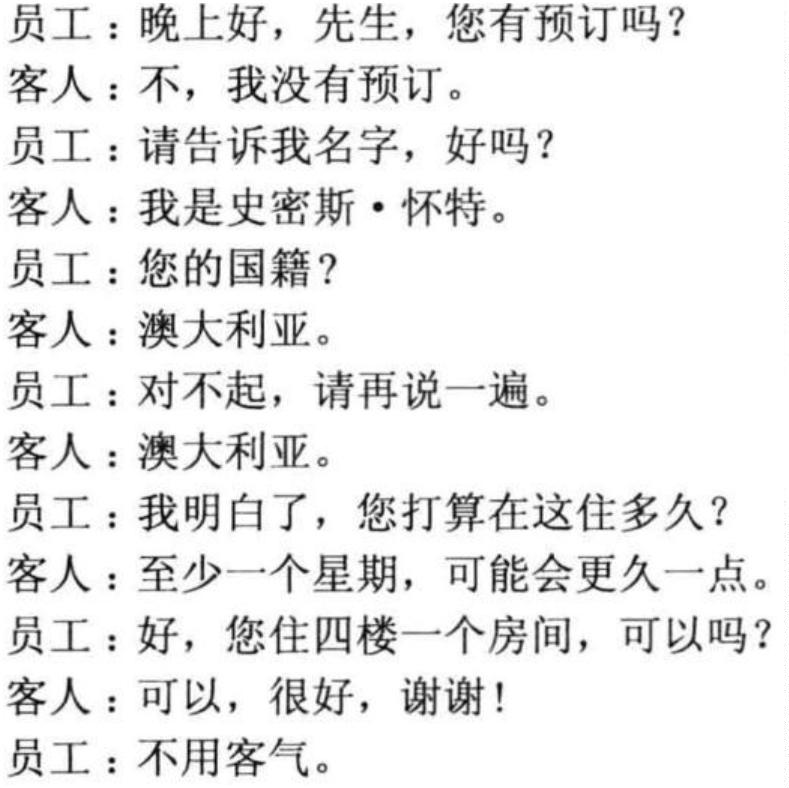 员工：晚上好，先生，您有预订吗？
客人：不，我没有预订。
员工：请告诉我名字，好吗？
客人：我是史密斯·怀特。
员工：您的国籍？
客人：澳大利亚。
员工：对不起，请再说一遍。
客人：澳大利亚。
员工：我明白了，您打算在这住多久？
客人：至少一个星期，可能会更久一点。
员工：好，您住四楼一个房间，可以吗？
客人：可以，很好，谢谢！
员工：不用客气。